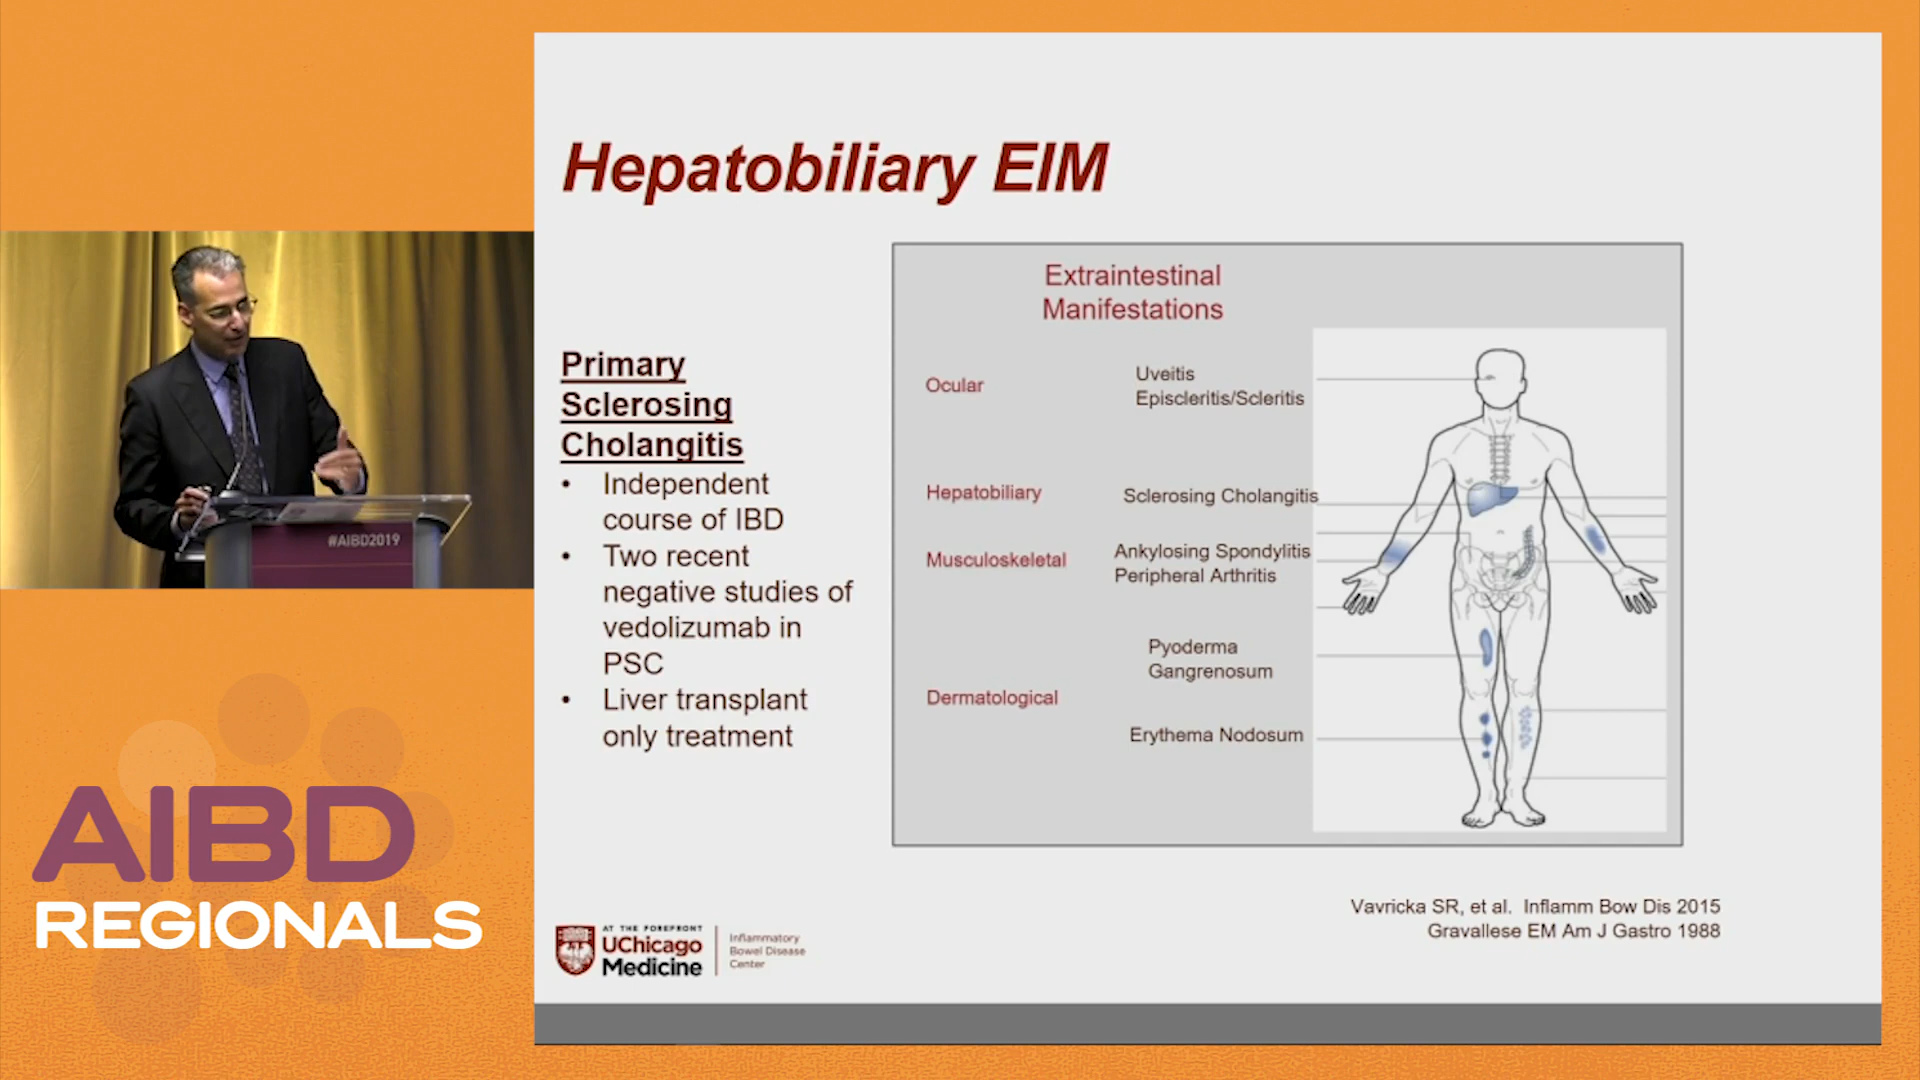 Hepatobiliary EIM
Primary
Sclerosing
Cholangitis
• Independent
course of IBD
• Two recent
negative studies of
vedolizumab in
PSC
• Liver transplant
only treatment
Extraintestinal
Manifestations
Ocular
Uveitis
Episcleritis/Scleritis
Hepatobiliary
Sclerosing Cholangitis
Musculoskeletal
Ankylosing Spondylitis
Peripheral Arthritis
Dermatological
Pyoderma
Gangrenosum
Erythema Nodosum
Vavricka SR, et al. Inflamm Bow Dis 2015
Gravallese EM Am J Gastro 1988
AT THE FOREFRONT
UChicago
Medicine
Inflammatory
Bowel Disease
Center
#AIBD2019
AIBD
REGIONALS